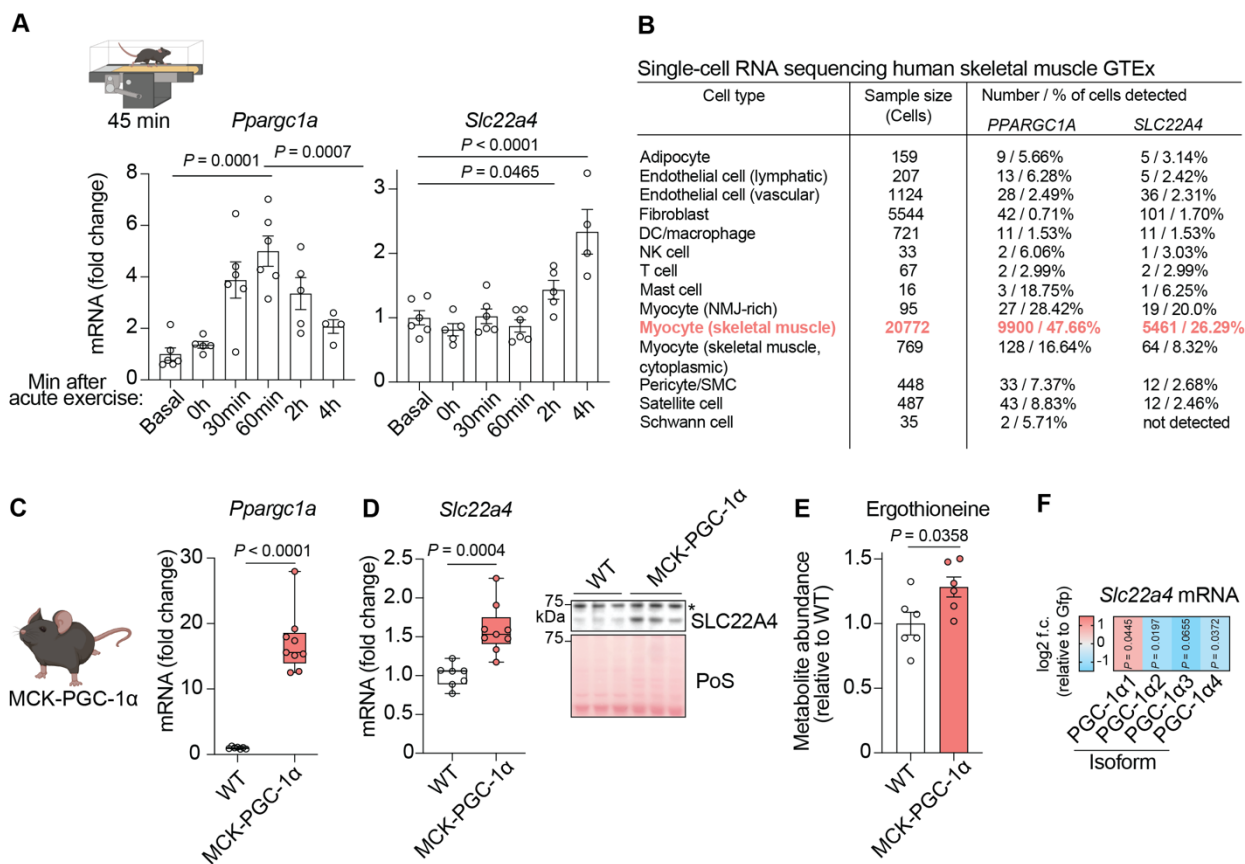 A
45 min
Ppargc1a
P = 0.0001
P = 0.0007
mRNA (fold change)
8
6
4
2
0
Min after
acute exercise:
Basal
0h
30min
60min
2h
4h
Slc22a4
P < 0.0001
P = 0.0465
3
2
1
0
Basal
0h
30min
60min
2h
4h
B
Single-cell RNA sequencing human skeletal muscle GTEx
Cell type Sample size (Cells) Number / % of cells detected
PPARGC1A SLC22A4
Adipocyte 159 9 / 5.66% 5 / 3.14%
Endothelial cell (lymphatic) 207 13 / 6.28% 5 / 2.42%
Endothelial cell (vascular) 1124 28 / 2.49% 36 / 2.31%
Fibroblast 5544 42 / 0.71% 101 / 1.70%
DC/macrophage 721 11 / 1.53% 11 / 1.53%
NK cell 33 2 / 6.06% 1 / 3.03%
T cell 67 2 / 2.99% 2 / 2.99%
Mast cell 16 3 / 18.75% 1 / 6.25%
Myocyte (NMJ-rich) 95 27 / 28.42% 19 / 20.0%
Myocyte (skeletal muscle) 20772 9900 / 47.66% 5461 / 26.29%
Myocyte (skeletal muscle, 769 128 / 16.64% 64 / 8.32%
cytoplasmic)
Pericyte/SMC 448 33 / 7.37% 12 / 2.68%
Satellite cell 487 43 / 8.83% 12 / 2.46%
Schwann cell 35 2 / 5.71% not detected
C
MCK-PGC-1α
Ppargc1a
P < 0.0001
mRNA (fold change)
30
20
10
0
WT
MCK-PGC-1α
D
Slc22a4
P = 0.0004
mRNA (fold change)
2.5
2.0
1.5
1.0
0.5
0
WT
MCK-PGC-1α
WT
MCK-PGC-1α
75
kDa
*
SLC22A4
75
PoS
E
Ergothioneine
P = 0.0358
Metabolite abundance
(relative to WT)
1.5
1.0
0.5
0
WT
MCK-PGC-1α
F
Slc22a4 mRNA
log2 f.c.
(relative to Gfp)
1
0
-1
P = 0.0445
P = 0.0197
P = 0.0655
P = 0.0372
PGC-1α1
PGC-1α2
PGC-1α3
PGC-1α4
Isoform